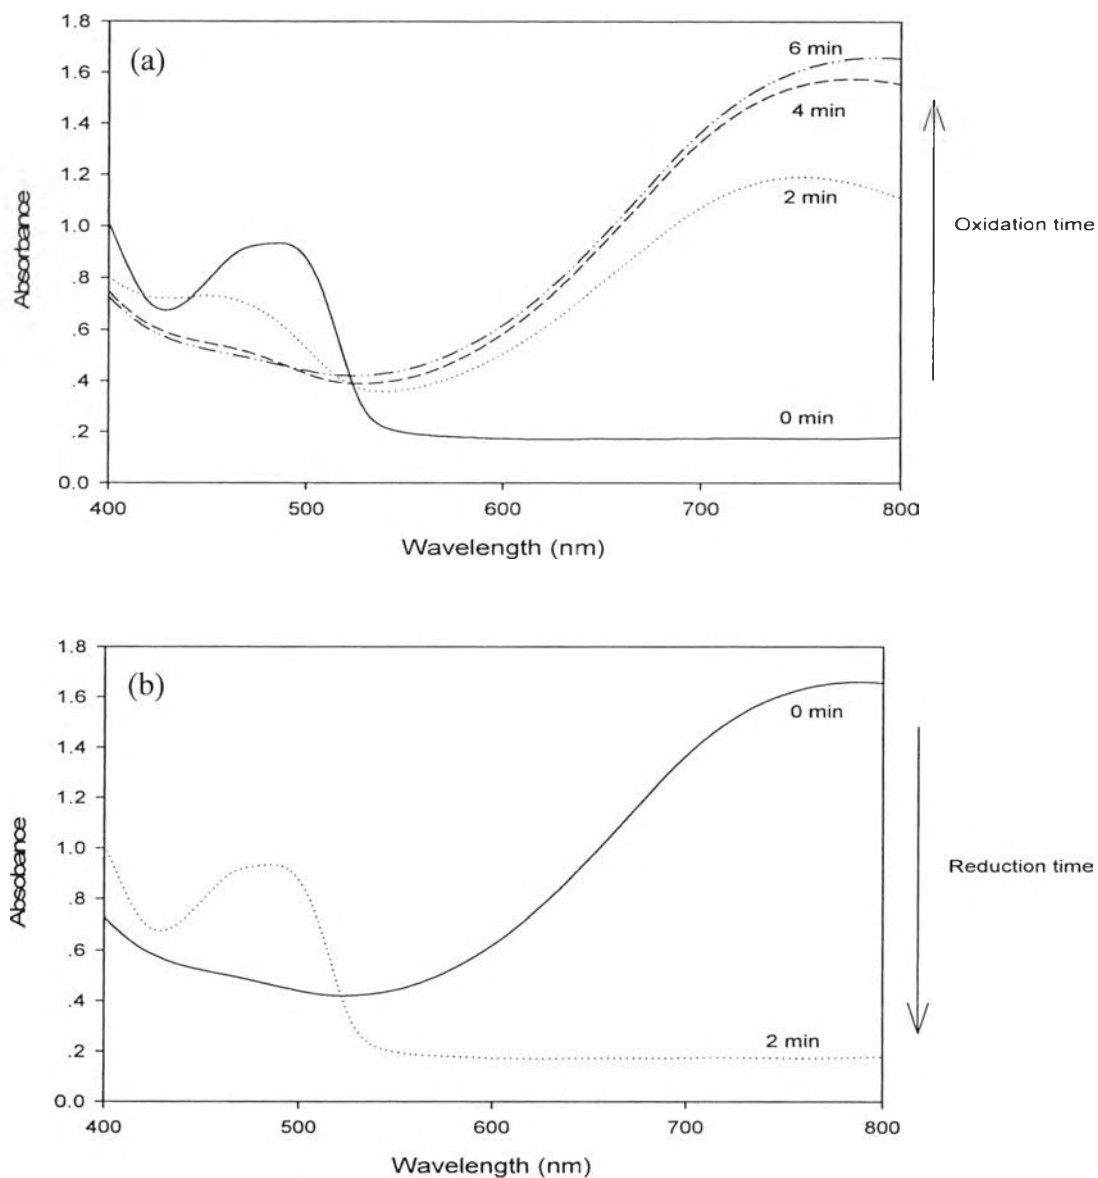 1.8
(a)
6 min
1.6
4 min
1.4
1.2
2 min
1.0
Oxidation time
Absorbance
.8
.6
.4
0 min
.2
0.0
400 500 600 700 800
Wavelength (nm)
1.8
(b)
1.6
0 min
1.4
1.2
1.0
Reduction time
Absobance
.8
.6
.4
2 min
.2
0.0
400 500 600 700 800
Wavelength (nm)